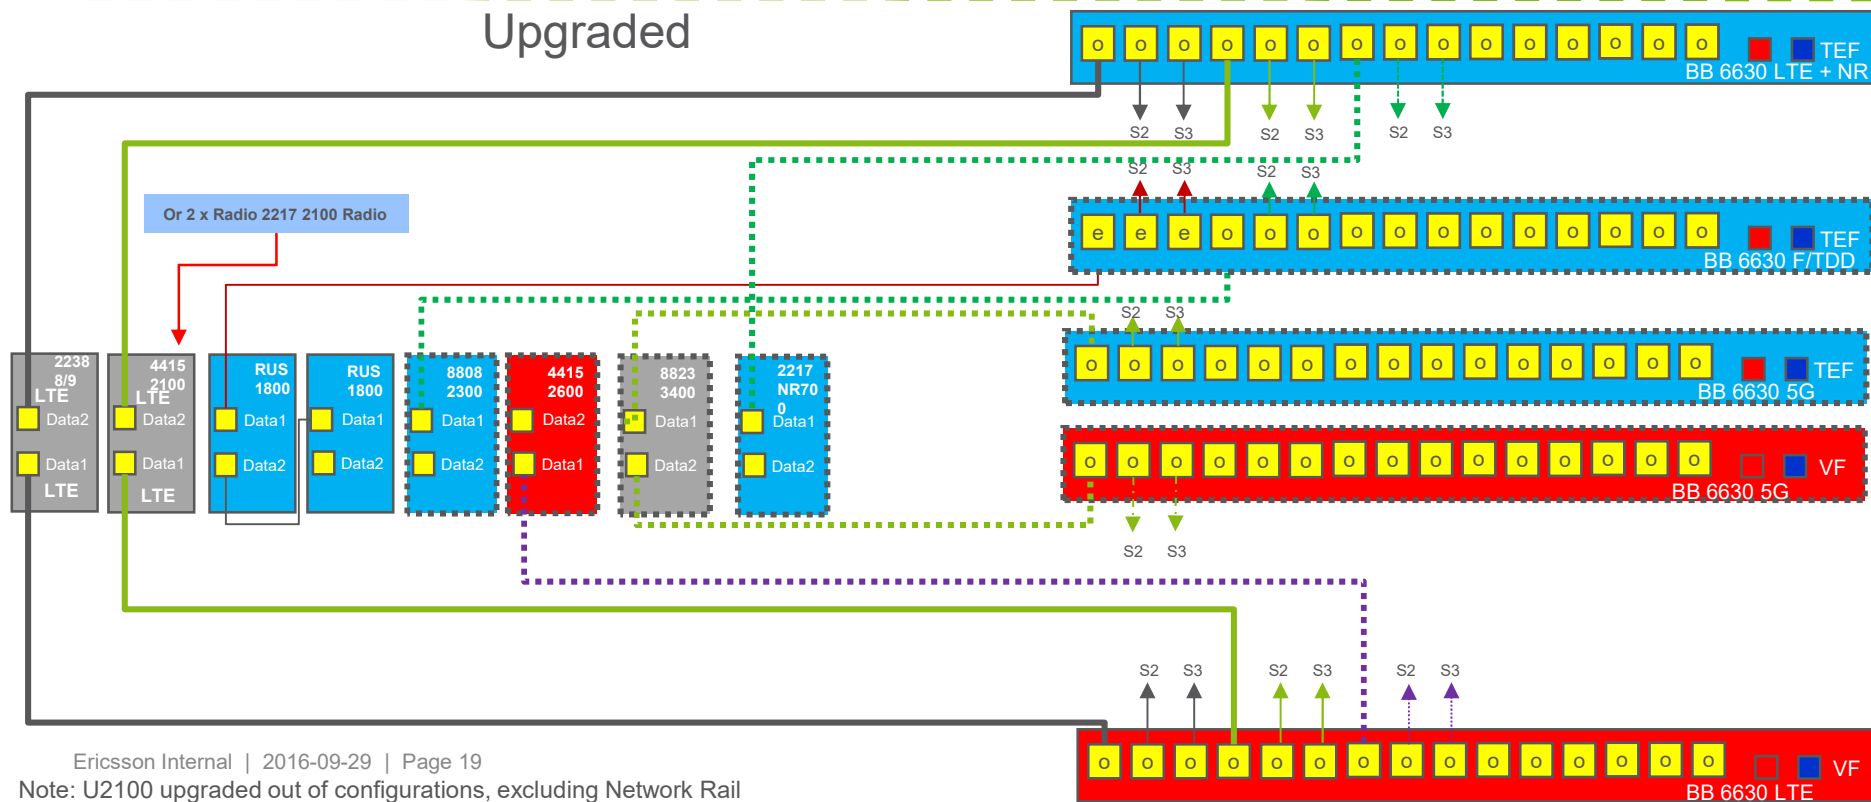 Upgraded
o o o o o o o o o o o o o o o
TEF
BB 6630 LTE + NR
S2 S3 S2 S3 S2 S3
S2 S3 S2 S3
Or 2 x Radio 2217 2100 Radio
e e e o o o o o o o o o o o o
TEF
BB 6630 F/TDD
S2 S3
o o o o o o o o o o o o o o o
TEF
BB 6630 5G
2238
8/9
LTE
Data2
Data1
LTE
4415
2100
LTE
Data2
Data1
LTE
RUS
1800
Data1
Data2
RUS
1800
Data1
Data2
8808
2300
Data1
Data2
4415
2600
Data2
Data1
8823
3400
Data1
Data2
2217
NR70
0
Data1
Data2
o o o o o o o o o o o o o o o
VF
BB 6630 5G
S2 S3
S2 S3 S2 S3 S2 S3
o o o o o o o o o o o o o o o
VF
BB 6630 LTE
Ericsson Internal | 2016-09-29 | Page 19
Note: U2100 upgraded out of configurations, excluding Network Rail